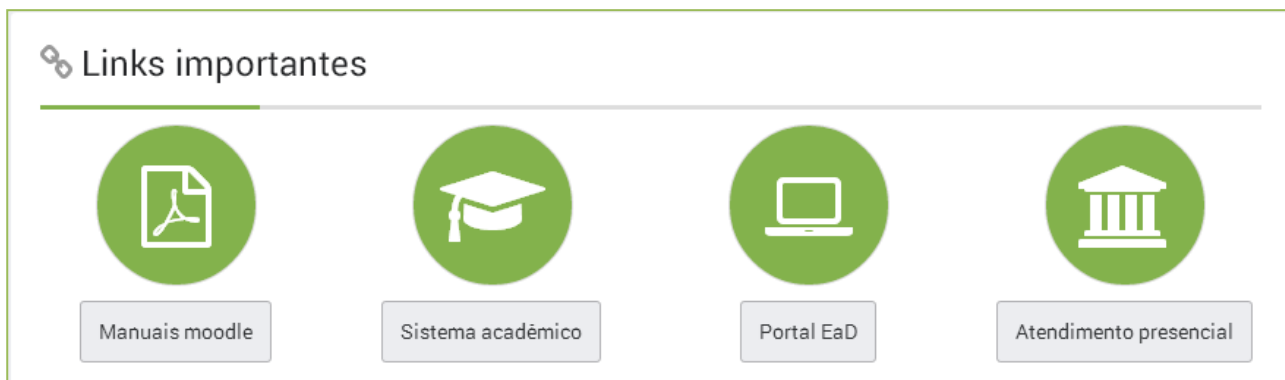 Links importantes
Manuais moodle
Sistema acadêmico
Portal EaD
Atendimento presencial